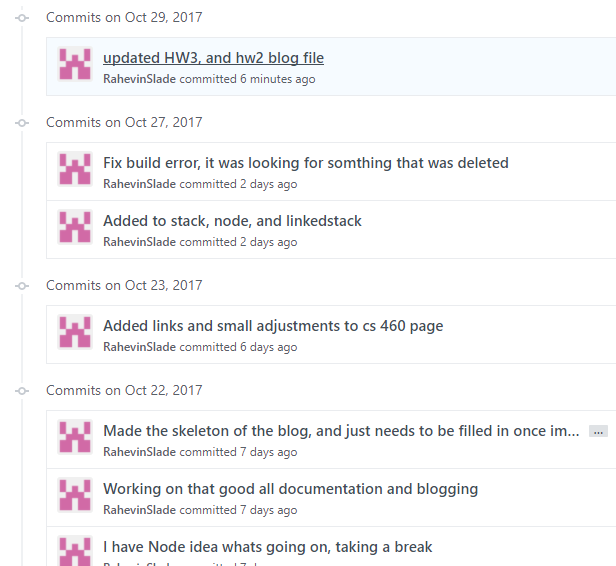 Commits on Oct 29, 2017
updated HW3, and hw2 blog file
RahevinSlade committed 6 minutes ago
Commits on Oct 27, 2017
Fix build error, it was looking for somthing that was deleted
RahevinSlade committed 2 days ago
Added to stack, node, and linkedstack
RahevinSlade committed 2 days ago
Commits on Oct 23, 2017
Added links and small adjustments to cs 460 page
RahevinSlade committed 6 days ago
Commits on Oct 22, 2017
Made the skeleton of the blog, and just needs to be filled in once im... …
RahevinSlade committed 7 days ago
Working on that good all documentation and blogging
RahevinSlade committed 7 days ago
I have Node idea whats going on, taking a break